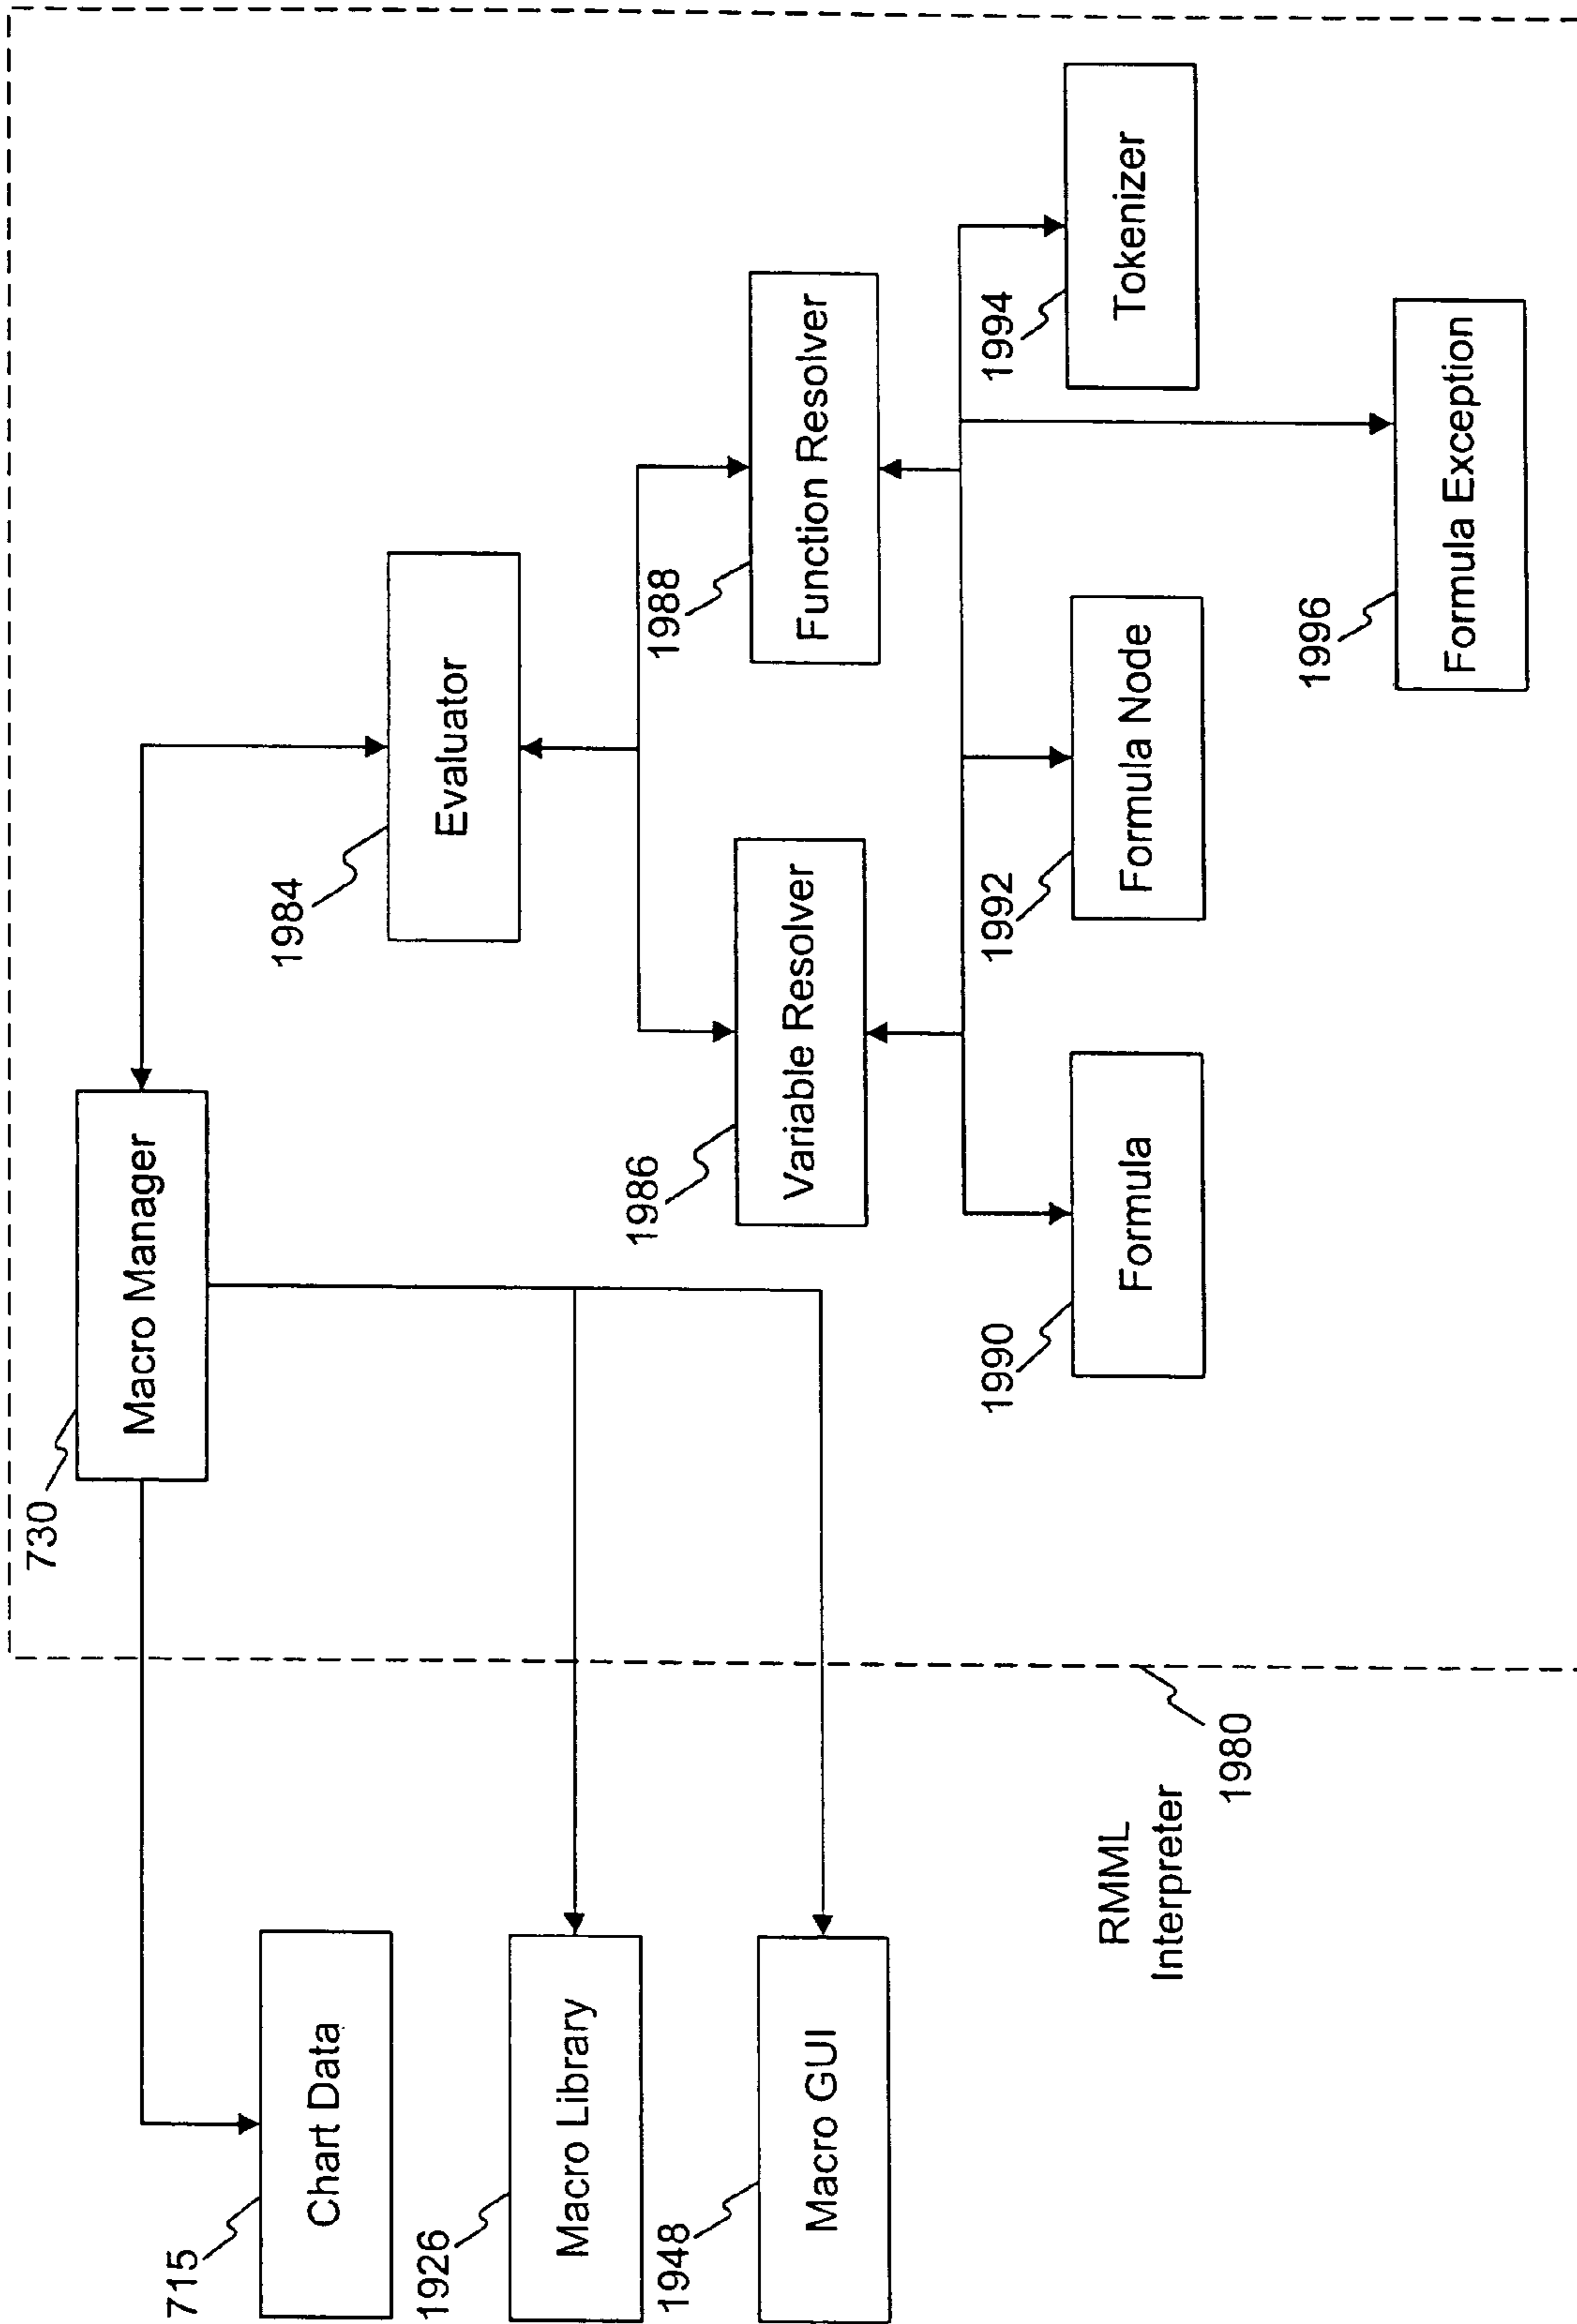 730
Macro Manager
715
Chart Data
1984
Evaluator
1926
Macro Library
1986
Variable Resolver
1988
Function Resolver
1948
Macro GUI
1990
Formula
1992
Formula Node
1994
Tokenizer
RMML
Interpreter
1980
1996
Formula Exception